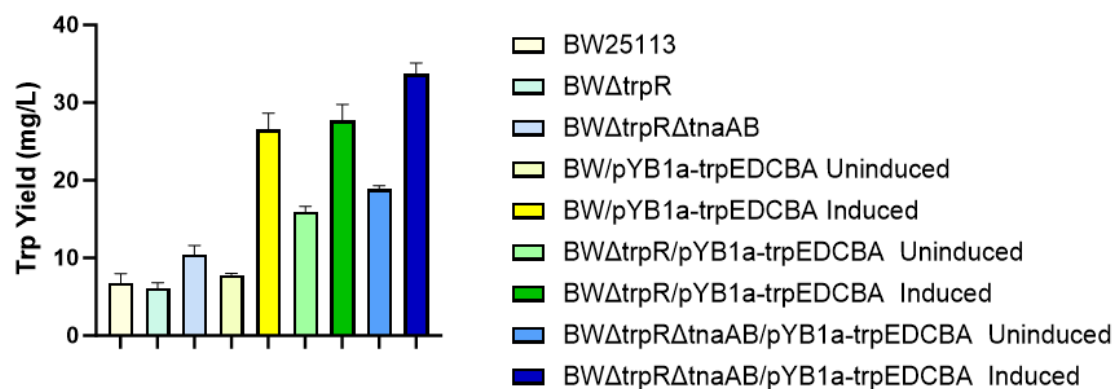 40
30
20
10
0
Trp Yield (mg/L)
BW25113
BWΔtrpR
BWΔtrpRΔtnaAB
BW/pYB1a-trpEDCBA Uninduced
BW/pYB1a-trpEDCBA Induced
BWΔtrpR/pYB1a-trpEDCBA Uninduced
BWΔtrpR/pYB1a-trpEDCBA Induced
BWΔtrpRΔtnaAB/pYB1a-trpEDCBA Uninduced
BWΔtrpRΔtnaAB/pYB1a-trpEDCBA Induced